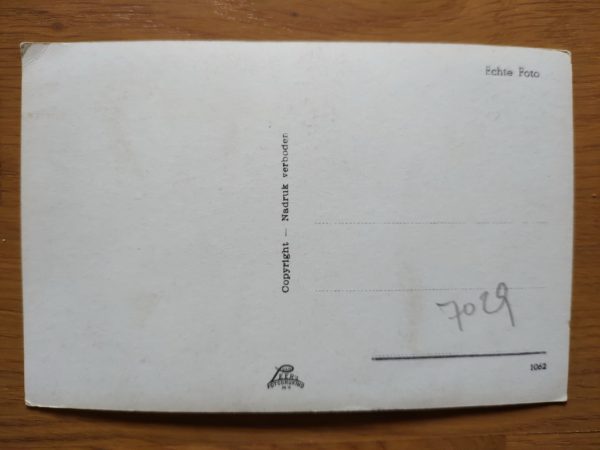 Echte Foto
Copyright — Nadruk verboden
7029
1062